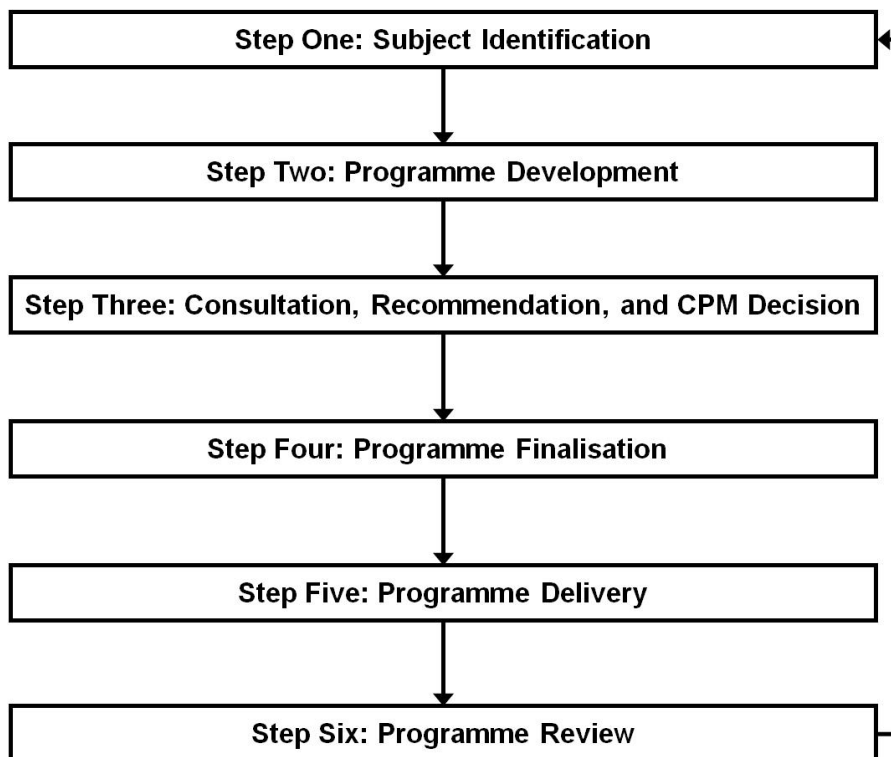 Step One: Subject Identification
Step Two: Programme Development
Step Three: Consultation, Recommendation, and CPM Decision
Step Four: Programme Finalisation
Step Five: Programme Delivery
Step Six: Programme Review